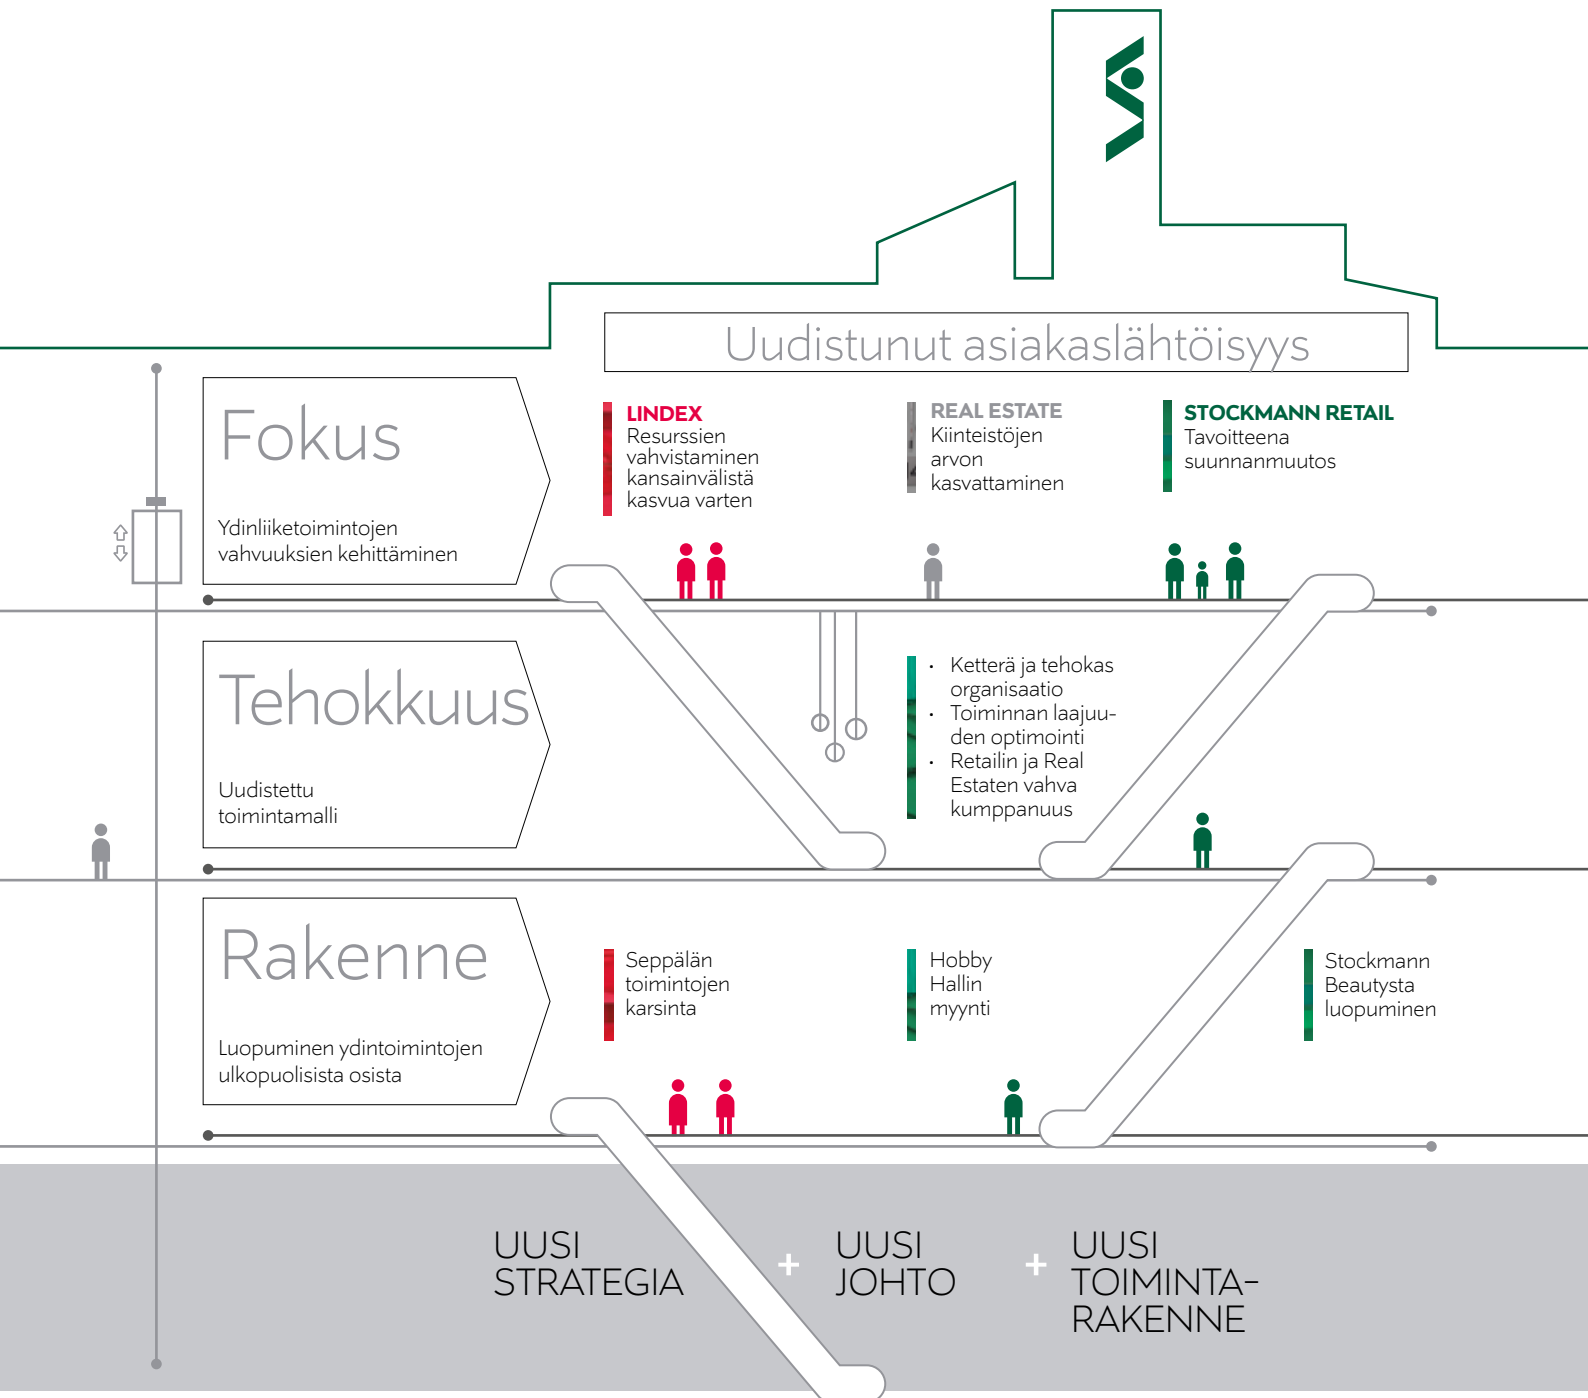 Uudistunut asiakaslähtöisyys
Fokus
Ydinliiketoimintojen
vahvuuksien kehittäminen
LINDEX
Resurssien
vahvistaminen
kansainvälistä
kasvua varten
REAL ESTATE
Kiinteistöjen
arvon
kasvattaminen
STOCKMANN RETAIL
Tavoitteena
suunnanmuutos
Tehokkuus
Uudistettu
toimintamalli
• Ketterä ja tehokas
organisaatio
• Toiminnan laajuu-
den optimointi
• Retailin ja Real
Estaten vahva
kumppanuus
Rakenne
Luopuminen ydintoimintojen
ulkopuolisista osista
Seppälän
toimintojen
karsinta
Hobby
Hallin
myynti
Stockmann
Beautysta
luopuminen
UUSI
STRATEGIA
+
UUSI
JOHTO
+
UUSI
TOIMINTA-
RAKENNE